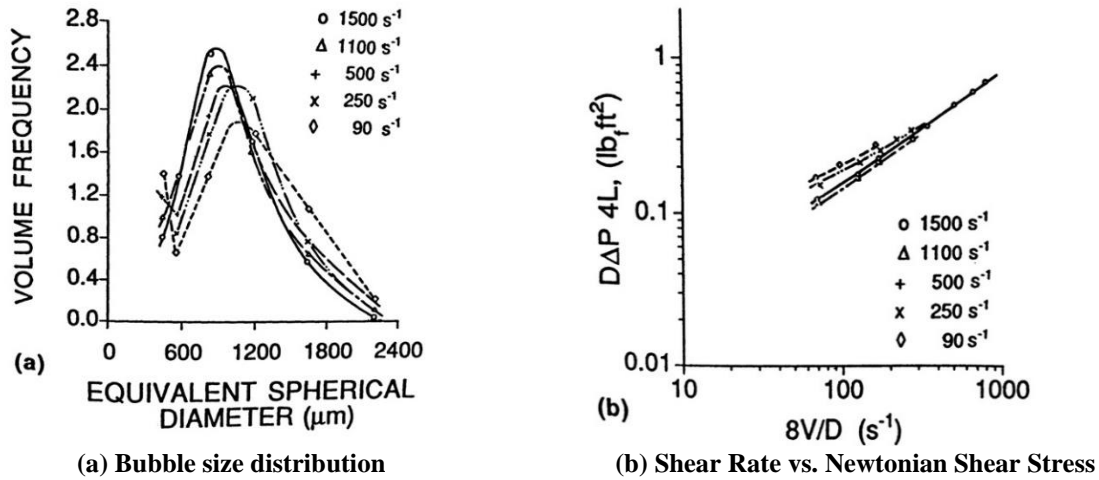 2.8
2.4
2.0
1.6
1.2
0.8
0.4
0.0
VOLUME FREQUENCY
o 1500 s⁻¹
Δ 1100 s⁻¹
+ 500 s⁻¹
x 250 s⁻¹
◊ 90 s⁻¹
0 600 1200 1800 2400
(a)
EQUIVALENT SPHERICAL
DIAMETER (μm)
(a) Bubble size distribution
1
0.1
0.01
DΔP 4L, (lb_f ft²)
o 1500 s⁻¹
Δ 1100 s⁻¹
+ 500 s⁻¹
x 250 s⁻¹
◊ 90 s⁻¹
10 100 1000
(b)
8V/D (s⁻¹)
(b) Shear Rate vs. Newtonian Shear Stress